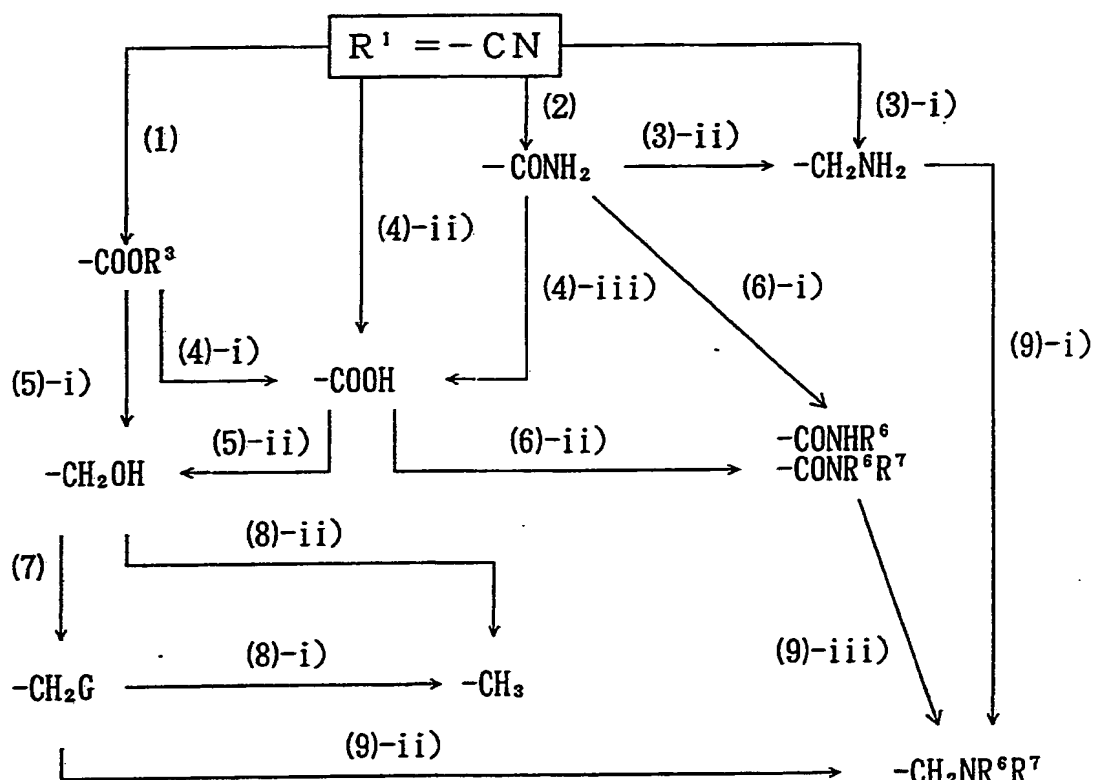 R¹ = - CN
(1)
(2)
(3)-i)
(3)-ii)
-CONH₂
-CH₂NH₂
(4)-ii)
-COOR³
(4)-iii)
(6)-i)
(4)-i)
(9)-i)
(5)-i)
-COOH
(5)-ii)
(6)-ii)
-CONHR⁶
-CONR⁶R⁷
-CH₂OH
(8)-ii)
(7)
(8)-i)
(9)-iii)
-CH₂G
-CH₃
(9)-ii)
-CH₂NR⁶R⁷